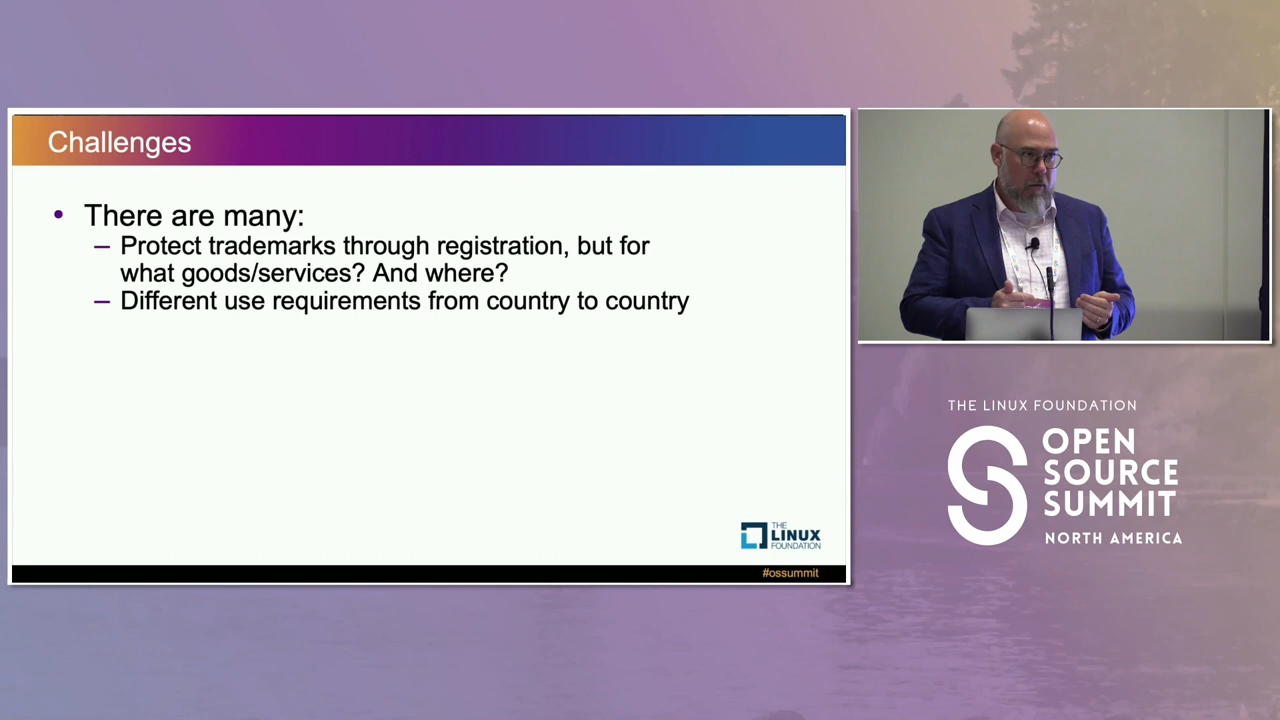 Challenges
• There are many:
– Protect trademarks through registration, but for
what goods/services? And where?
– Different use requirements from country to country
THE
LINUX
FOUNDATION
#ossummit
THE LINUX FOUNDATION
OPEN
SOURCE
SUMMIT
NORTH AMERICA